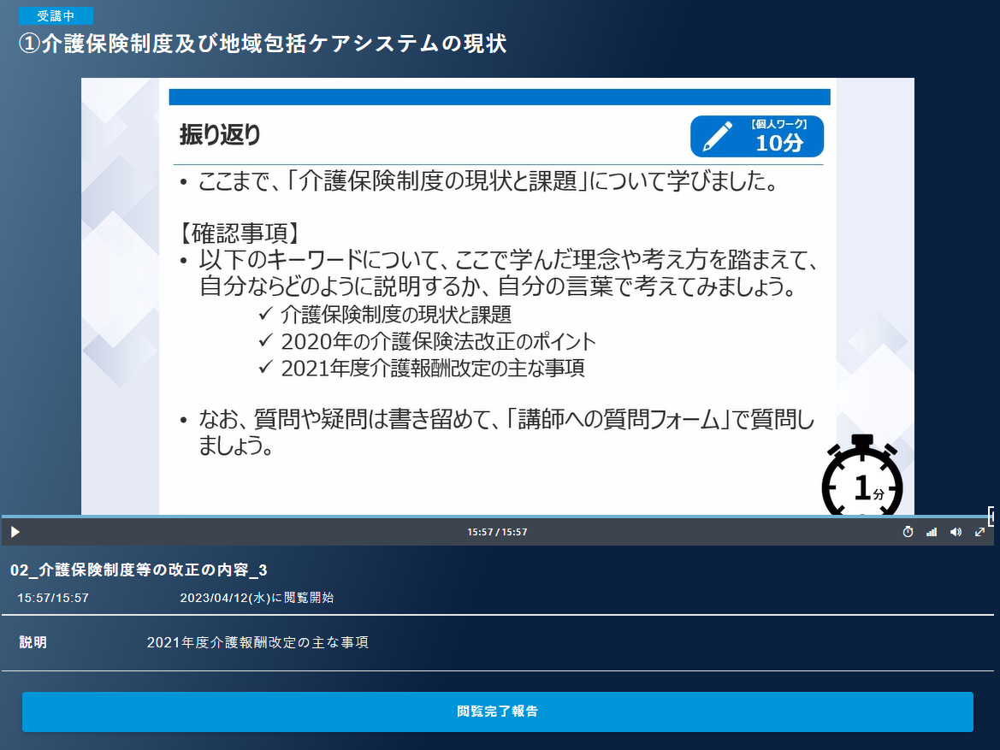 受講中
①介護保険制度及び地域包括ケアシステムの現状
振り返り
【個人ワーク】
10分
• ここまで、「介護保険制度の現状と課題」について学びました。
【確認事項】
• 以下のキーワードについて、ここで学んだ理念や考え方を踏まえて、
自分ならどのように説明するか、自分の言葉で考えてみましょう。
✓ 介護保険制度の現状と課題
✓ 2020年の介護保険法改正のポイント
✓ 2021年度介護報酬改定の主な事項
• なお、質問や疑問は書き留めて、「講師への質問フォーム」で質問し
ましょう。
1分
15:57 / 15:57
02_介護保険制度等の改正の内容_3
15:57/15:57 2023/04/12(水)に閲覧開始
説明 2021年度介護報酬改定の主な事項
閲覧完了報告